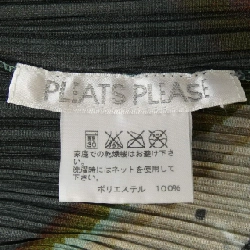 PLEATS PLEASE
家庭での乾燥機はお避け下さい。
洗濯時にはネットを使用して下さい。
ポリエステル 100%